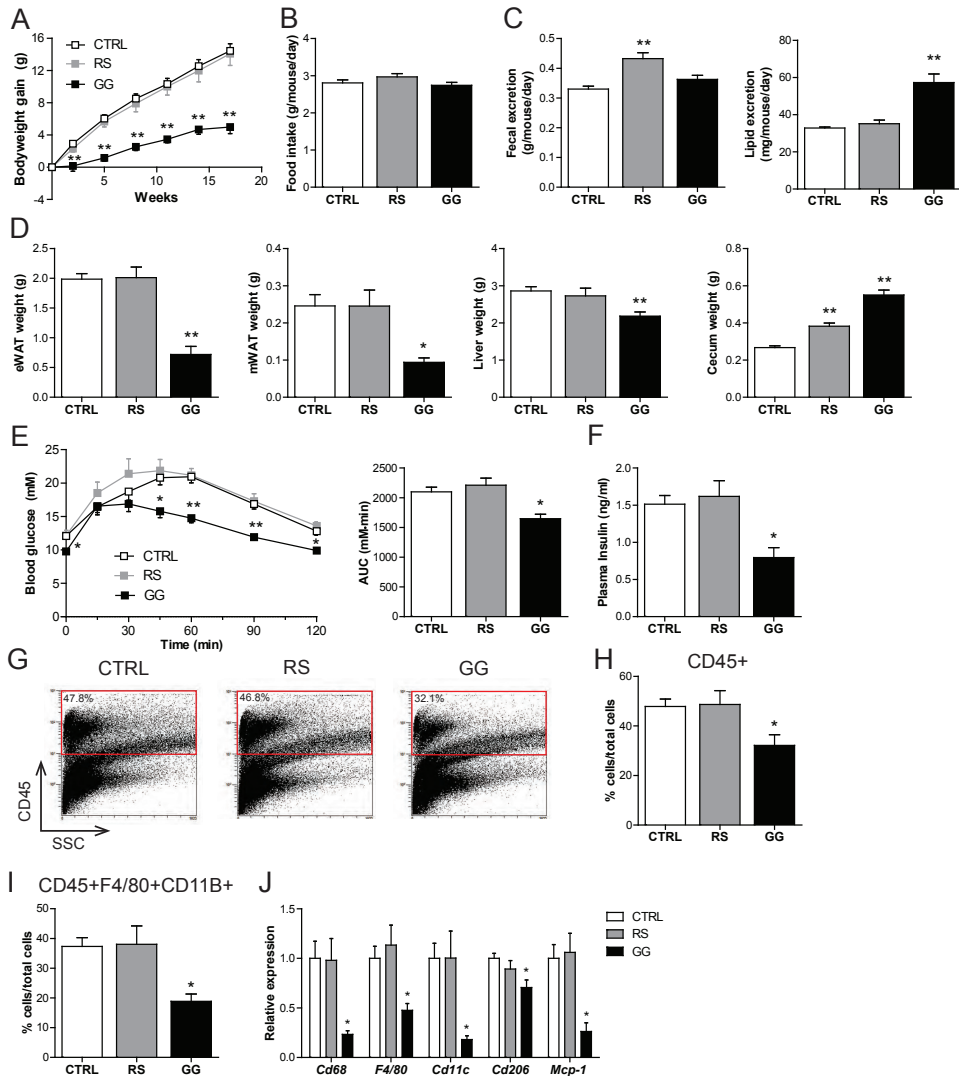 A
Bodyweight gain (g)
16
12
8
4
0
-4
CTRL
RS
GG
** ** ** ** ** **
5 10 15 20
Weeks
B
Food intake (g/mouse/day)
4
3
2
1
0
CTRL RS GG
C
Fecal excretion
(g/mouse/day)
0.6
0.4
0.2
0.0
**
CTRL RS GG
Lipid excretion
(mg/mouse/day)
80
60
40
20
0
**
CTRL RS GG
D
eWAT weight (g)
2.5
2.0
1.5
1.0
0.5
0.0
**
CTRL RS GG
mWAT weight (g)
0.4
0.3
0.2
0.1
0.0
*
CTRL RS GG
Liver weight (g)
4
3
2
1
0
**
CTRL RS GG
Cecum weight (g)
0.8
0.6
0.4
0.2
0.0
** **
CTRL RS GG
E
Blood glucose (mM)
25
20
15
10
5
0
* * ** ** *
CTRL
RS
GG
0 30 60 90 120
Time (min)
AUC (mM-min)
2500
2000
1500
1000
500
0
*
CTRL RS GG
F
Plasma Insulin (ng/ml)
2.0
1.5
1.0
0.5
0.0
*
CTRL RS GG
G
CTRL RS GG
47.8% 46.8% 32.1%
CD45
SSC
H
CD45+
% cells/total cells
60
40
20
0
*
CTRL RS GG
I
CD45+F4/80+CD11B+
% cells/total cells
50
40
30
20
10
0
*
CTRL RS GG
J
Relative expression
1.5
1.0
0.5
0.0
* * * * *
Cd68 F4/80 Cd11c Cd206 Mcp-1
CTRL
RS
GG